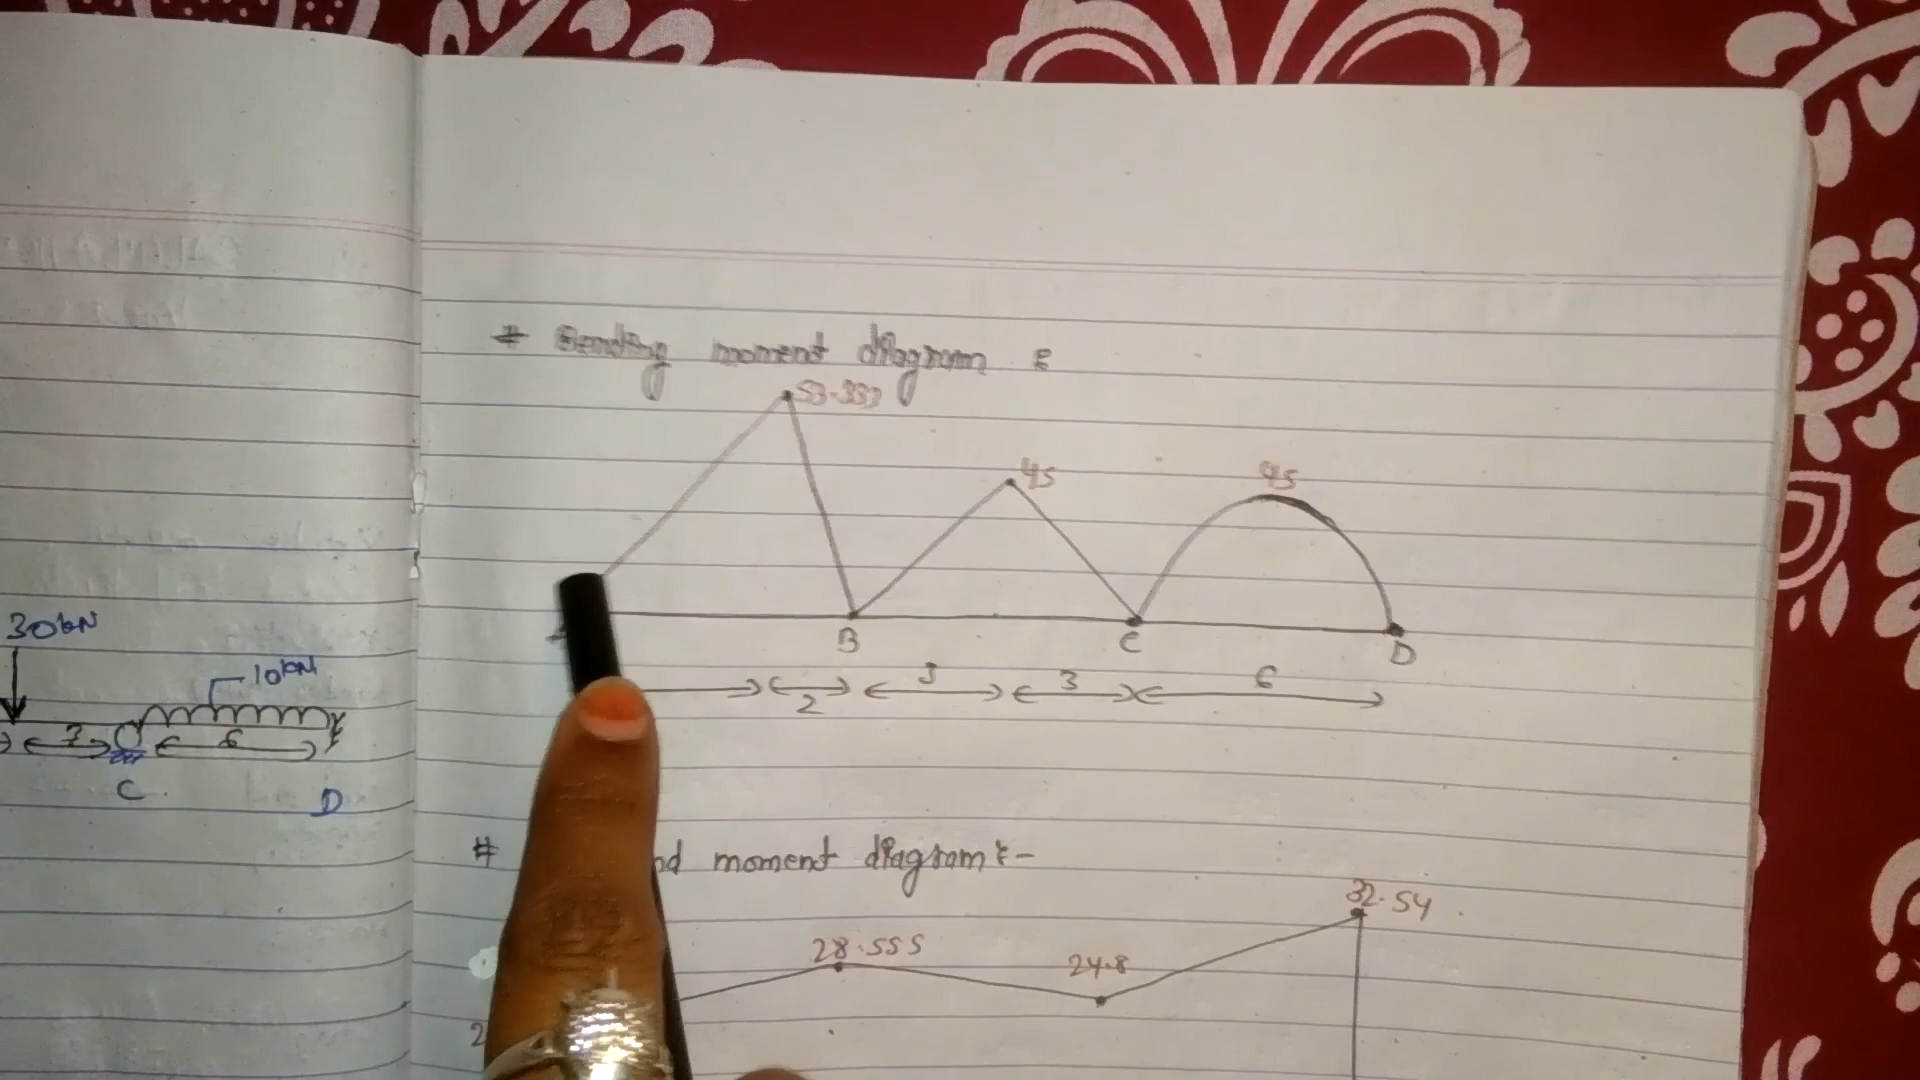 30kN
10kN
3
6
C
D
# Bending moment diagram :
53.333
45
45
B
C
D
2
3
3
6
# nd moment diagram :-
32.54
28.555
24.8
2